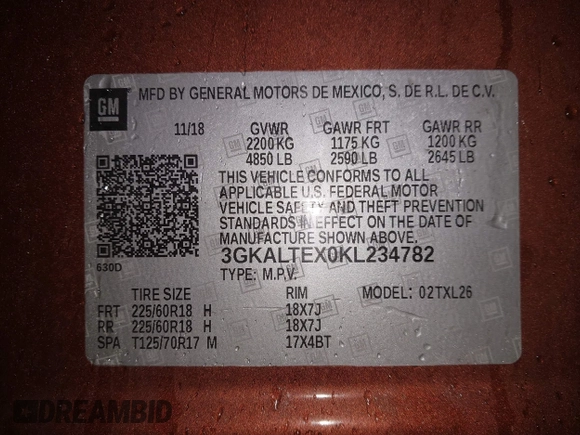 GM
MFD BY GENERAL MOTORS DE MEXICO, S. DE R.L. DE C.V.
11/18 GVWR GAWR FRT GAWR RR
2200 KG 1175 KG 1200 KG
4850 LB 2590 LB 2645 LB
THIS VEHICLE CONFORMS TO ALL
APPLICABLE U.S. FEDERAL MOTOR
VEHICLE SAFETY AND THEFT PREVENTION
STANDARDS IN EFFECT ON THE DATE OF
MANUFACTURE SHOWN ABOVE.
630D
3GKALTEX0KL234782
TYPE: M.P.V.
TIRE SIZE RIM MODEL: 02TXL26
FRT 225/60R18 H 18X7J
RR 225/60R18 H 18X7J
SPA T125/70R17 M 17X4BT
DREAMBID